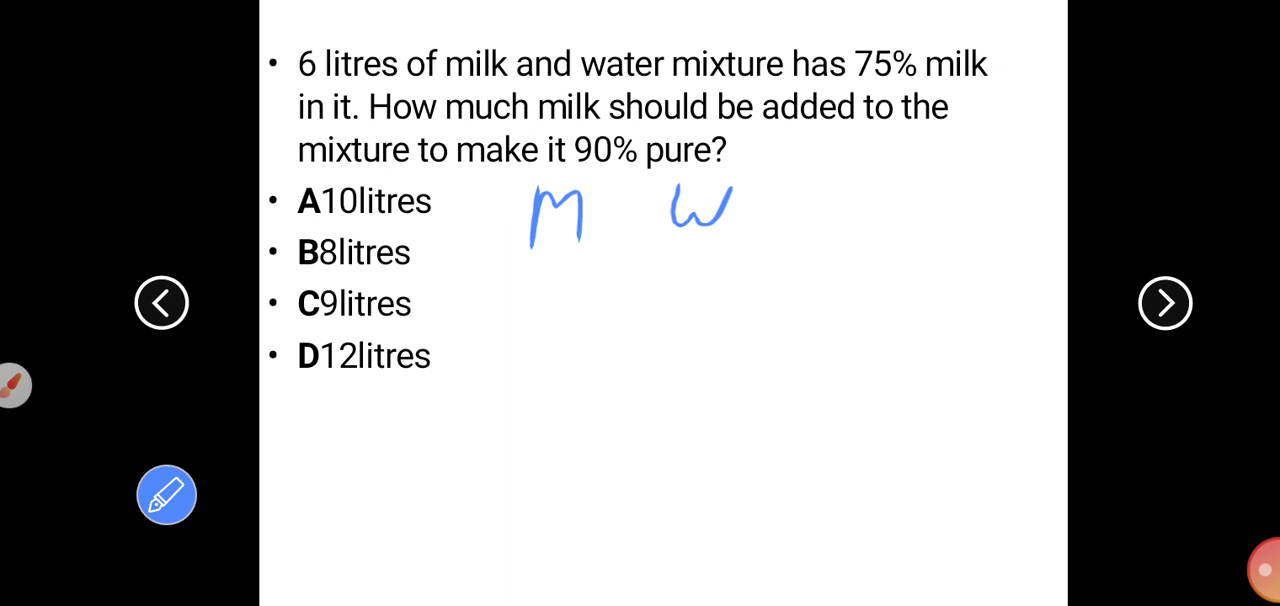 • 6 litres of milk and water mixture has 75% milk
in it. How much milk should be added to the
mixture to make it 90% pure?
• A10litres
M W
• B8litres
• C9litres
• D12litres